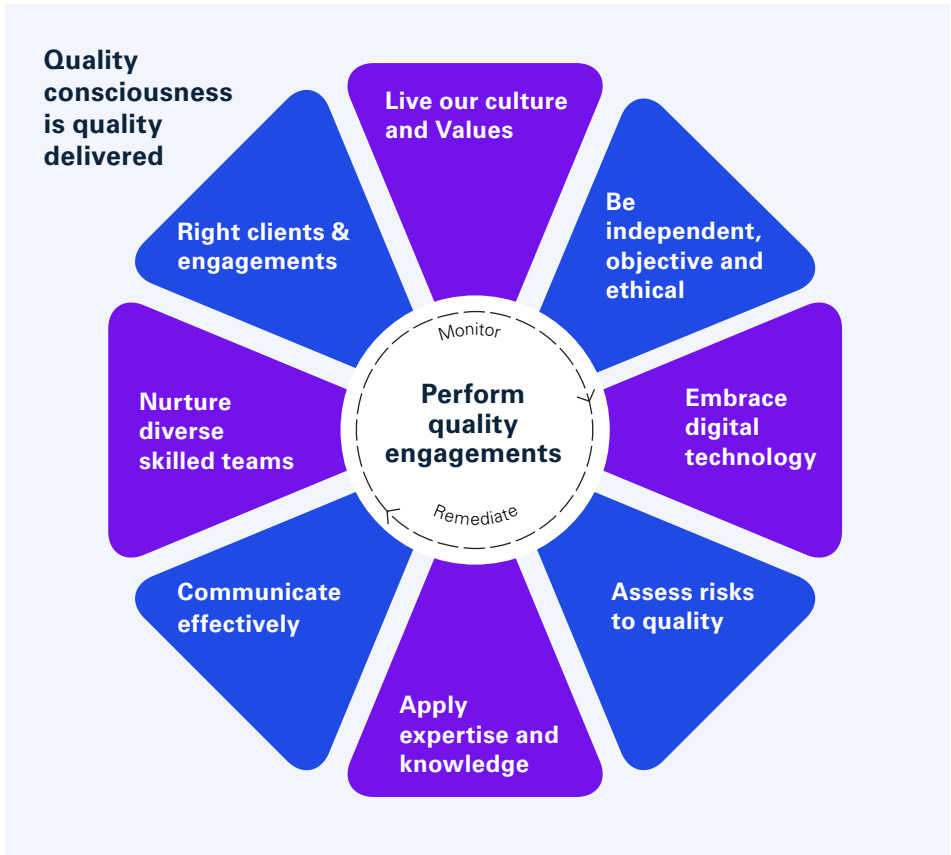 Quality
consciousness
is quality
delivered
Live our culture
and Values
Be
independent,
objective and
ethical
Embrace
digital
technology
Assess risks
to quality
Apply
expertise and
knowledge
Communicate
effectively
Nurture
diverse
skilled teams
Right clients &
engagements
Monitor
Perform
quality
engagements
Remediate